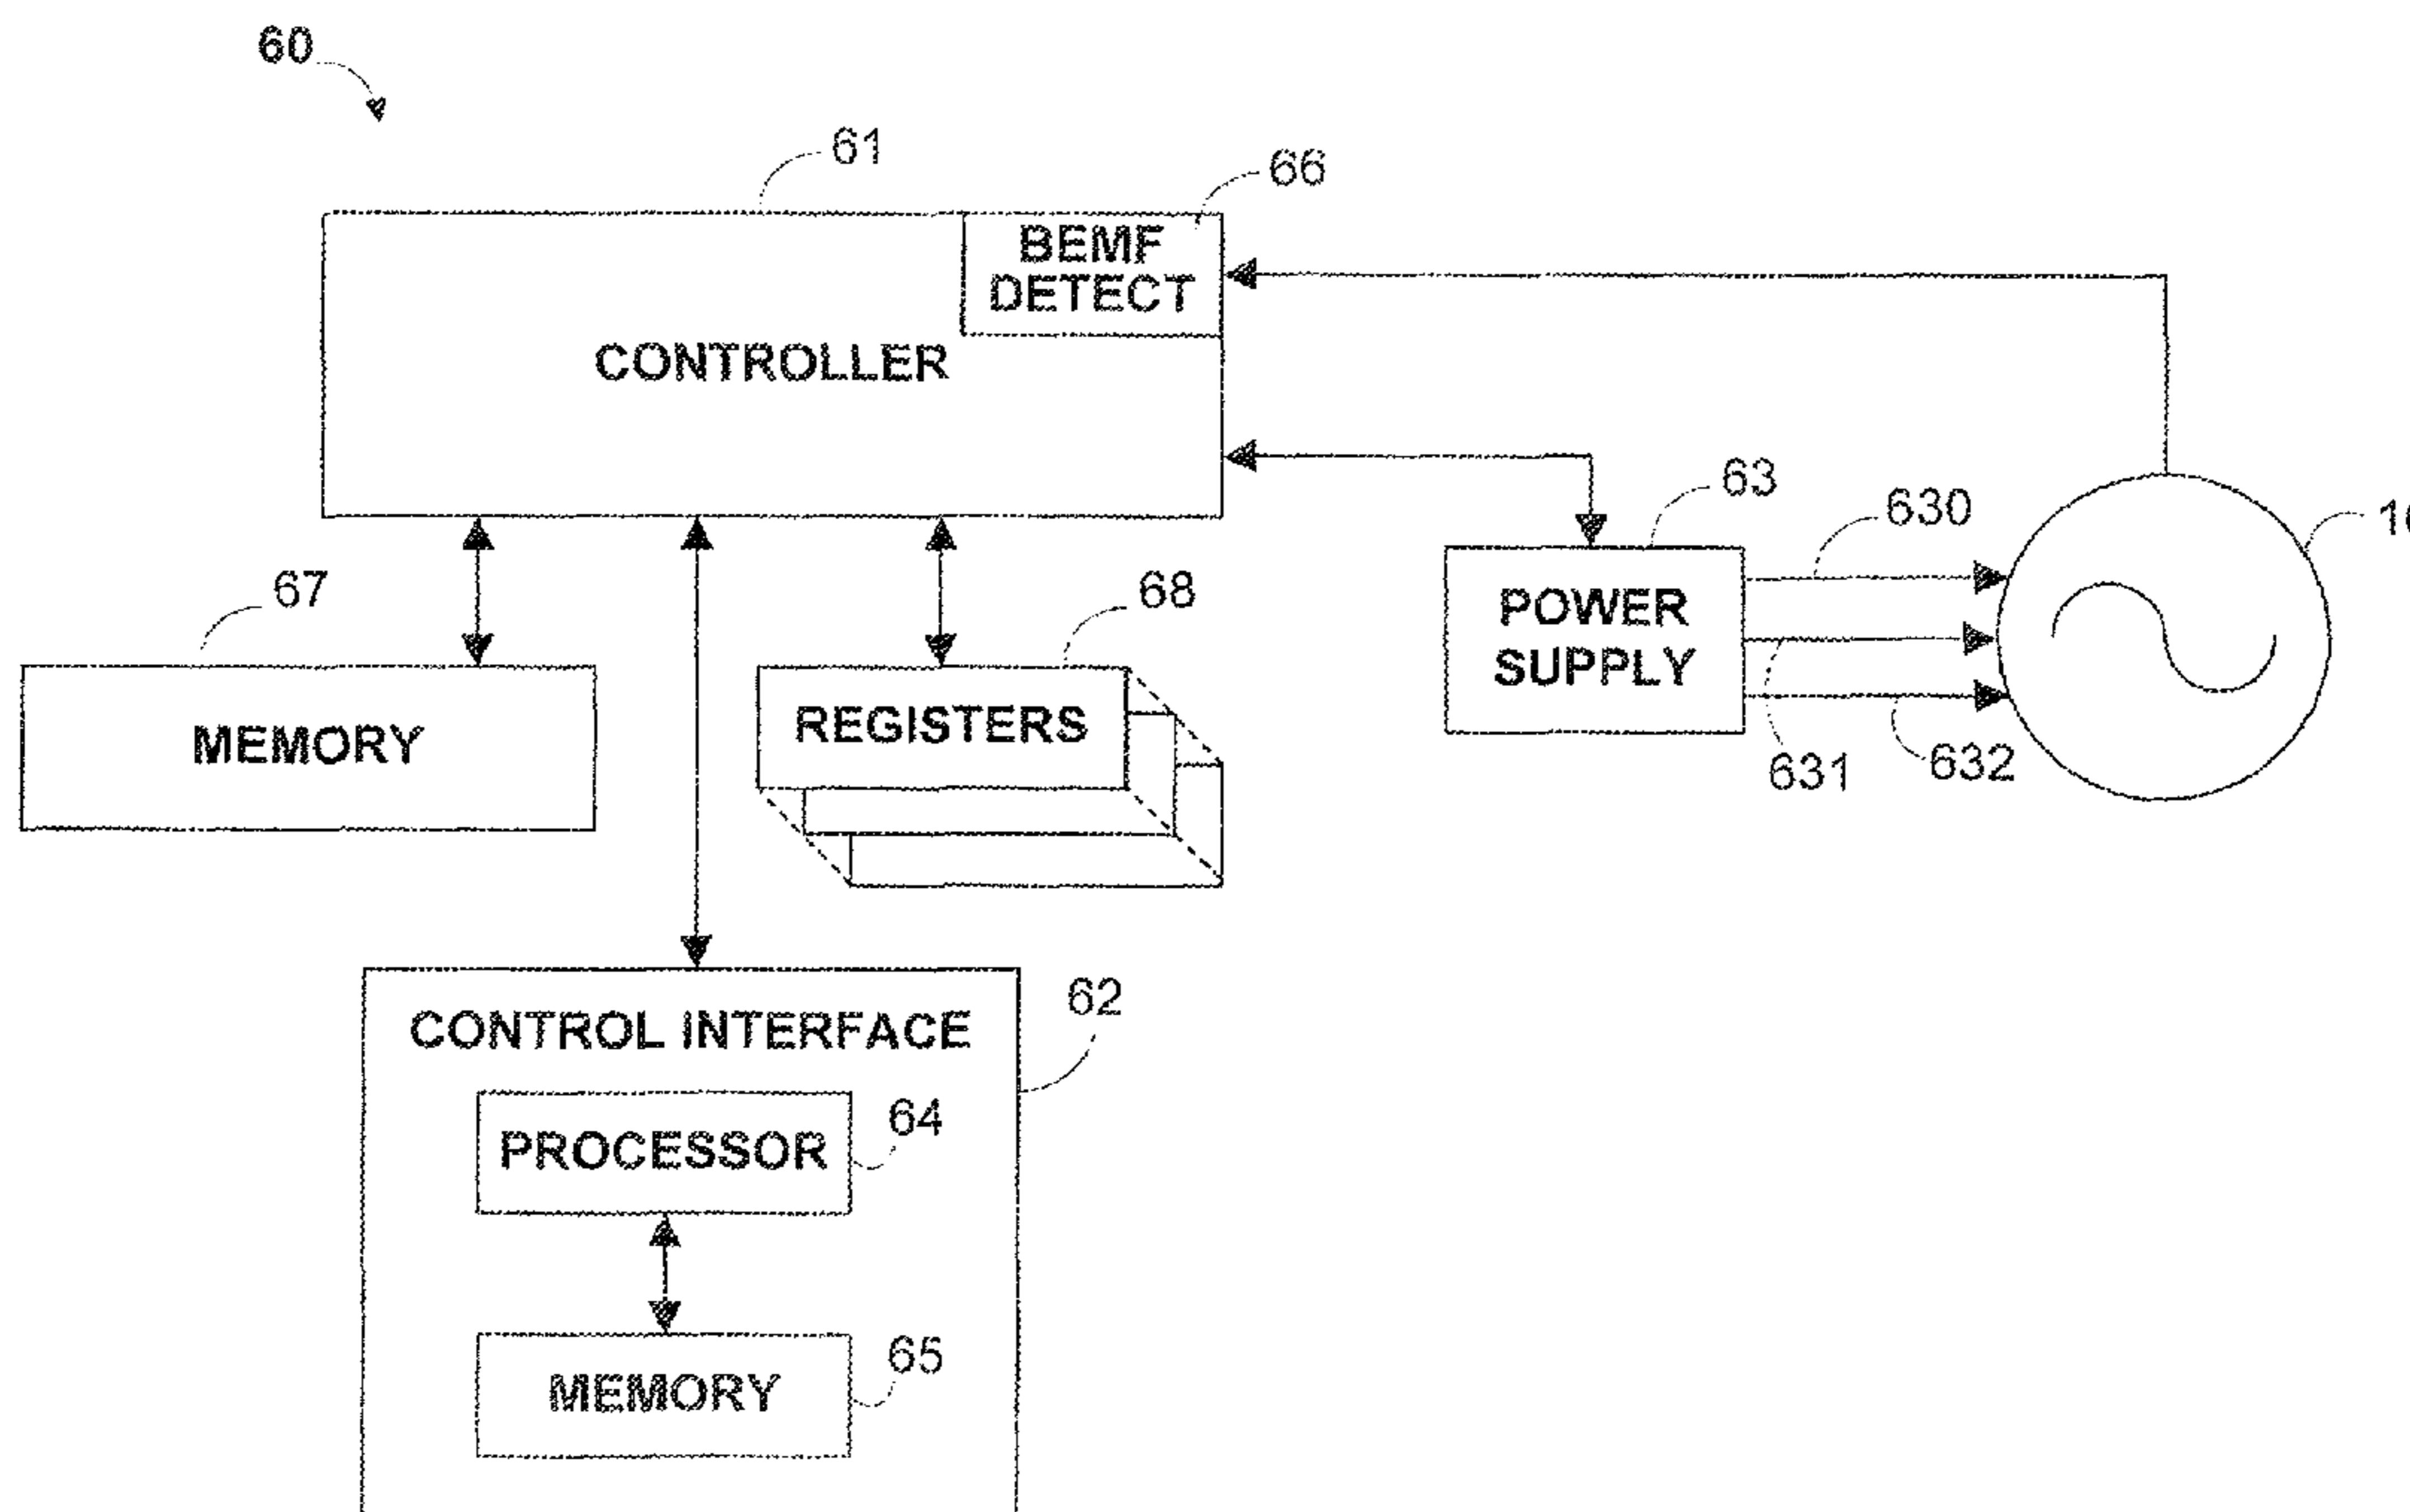 60
61
66
BEMF
DETECT
CONTROLLER
63
630
67
68
POWER
SUPPLY
MEMORY
REGISTERS
631
632
CONTROL INTERFACE
62
PROCESSOR
64
MEMORY
65